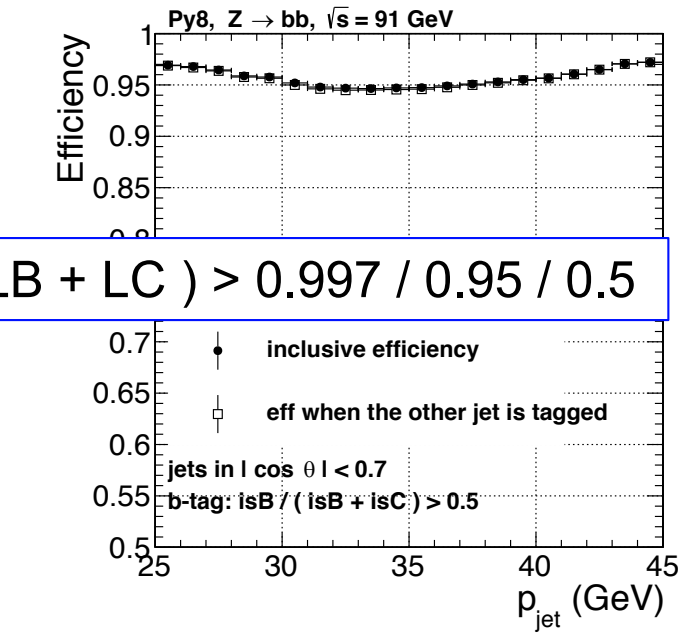 Py8, Z → bb, √s = 91 GeV
Efficiency
1
0.95
0.9
0.85
LB + LC ) > 0.997 / 0.95 / 0.5
0.7
inclusive efficiency
0.65
eff when the other jet is tagged
0.6
jets in | cos θ | < 0.7
0.55
b-tag: isB / ( isB + isC ) > 0.5
0.5
25 30 35 40 45
p_jet (GeV)